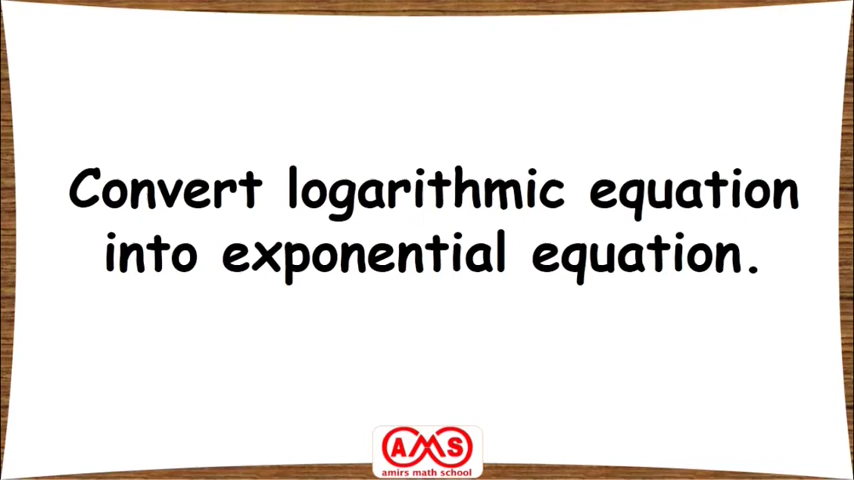 Convert logarithmic equation
into exponential equation.
AMS
amirs math school